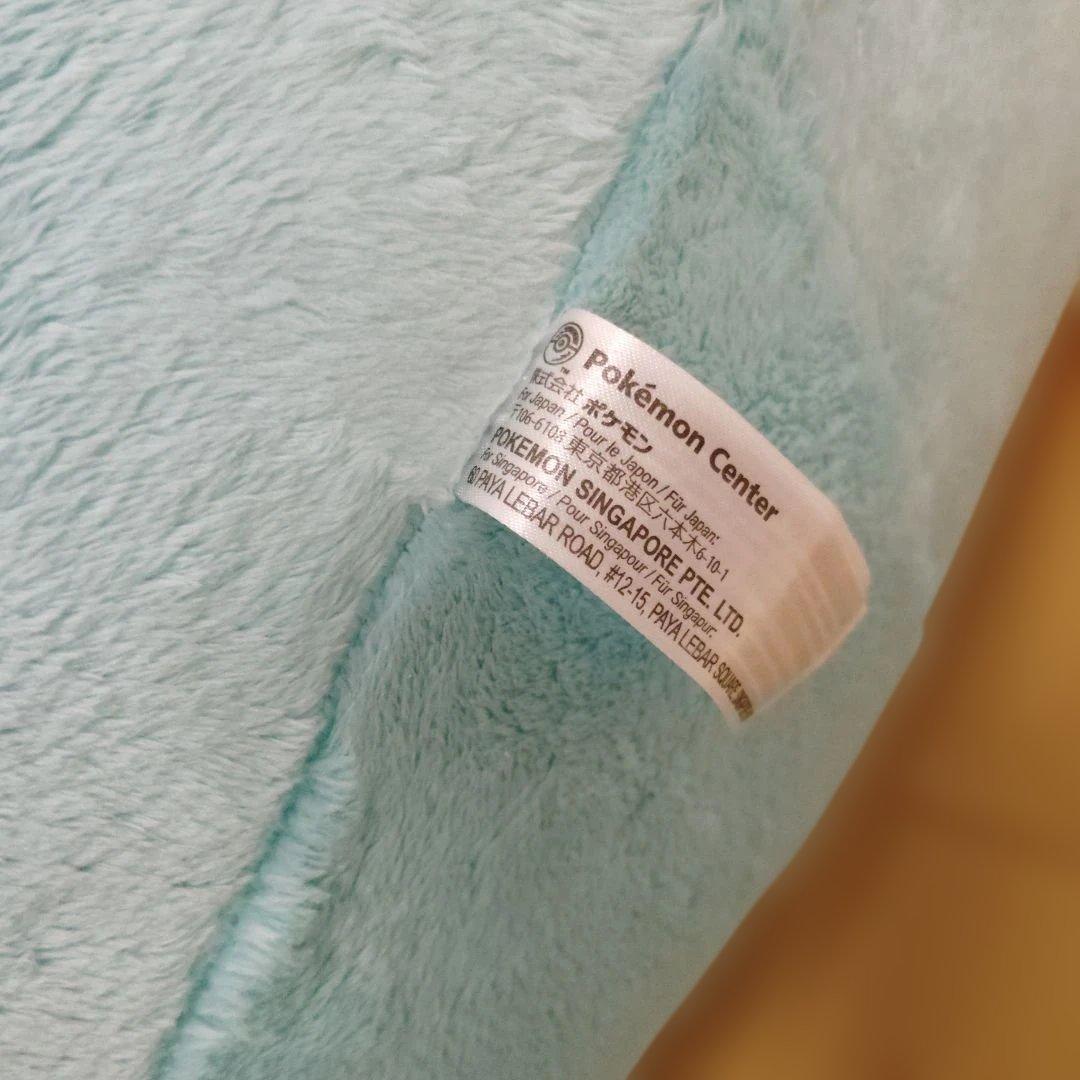 Pokémon Center
TM
株式会社 ポケモン
For Japan / Pour le Japon / Für Japan:
〒106-6108 東京都港区六本木6-10-1
POKEMON SINGAPORE PTE. LTD.
For Singapore / Pour Singapour / Für Singapur:
60 PAYA LEBAR ROAD, #12-15, PAYA LEBAR SQUARE,